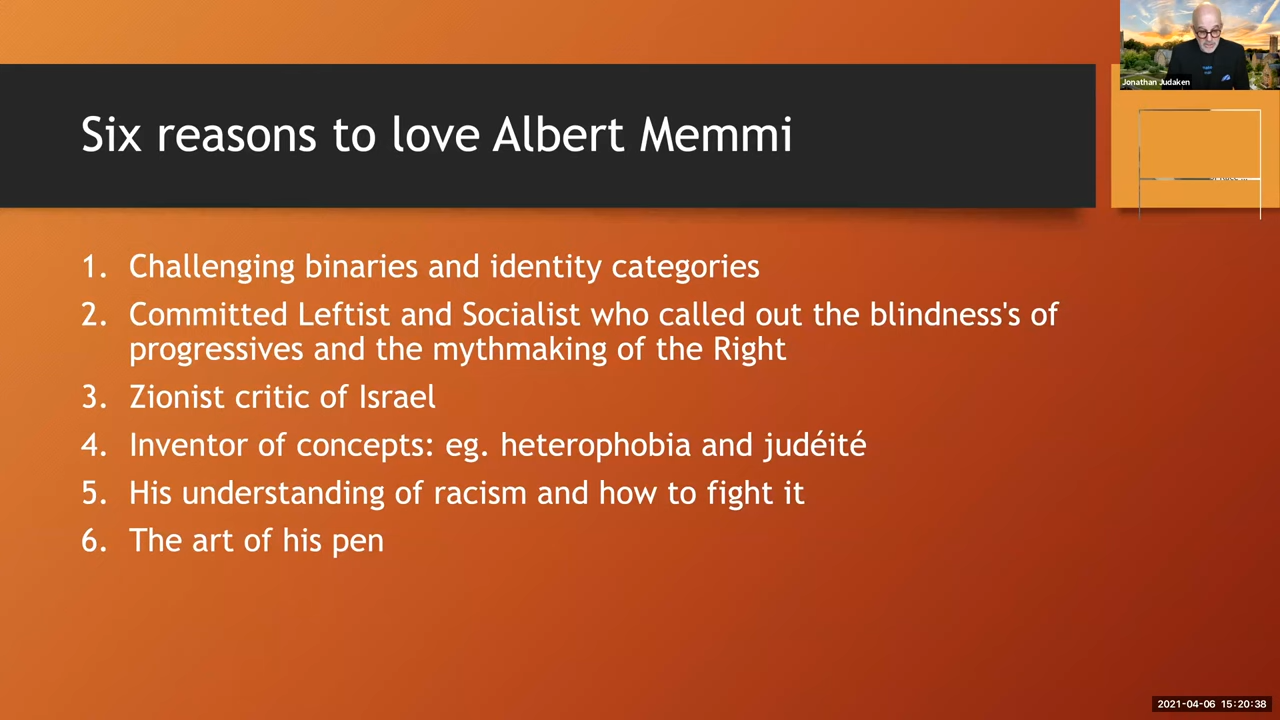 Jonathan Judaken
Six reasons to love Albert Memmi
1. Challenging binaries and identity categories
2. Committed Leftist and Socialist who called out the blindness's of
progressives and the mythmaking of the Right
3. Zionist critic of Israel
4. Inventor of concepts: eg. heterophobia and judéité
5. His understanding of racism and how to fight it
6. The art of his pen
2021-04-06 15:20:38